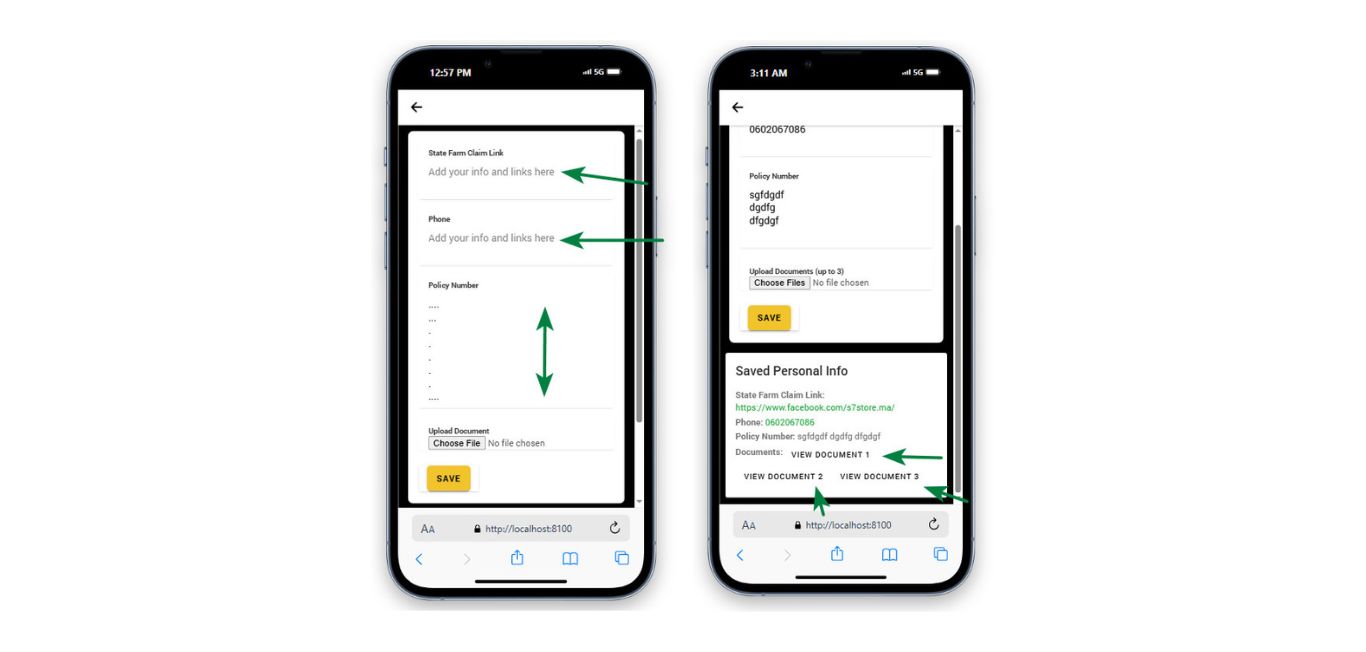 12:57 PM
5G
State Farm Claim Link
Add your info and links here
Phone
Add your info and links here
Policy Number
....
...
.
.
.
.
.
....
Upload Document
Choose File No file chosen
SAVE
AA http://localhost:8100
3:11 AM
5G
0602067086
Policy Number
sgfdgdf
dgdfg
dfgdgf
Upload Documents (up to 3)
Choose Files No file chosen
SAVE
Saved Personal Info
State Farm Claim Link:
https://www.facebook.com/s7store.ma/
Phone: 0602067086
Policy Number: sgfdgdf dgdfg dfgdgf
Documents: VIEW DOCUMENT 1
VIEW DOCUMENT 2 VIEW DOCUMENT 3
AA http://localhost:8100